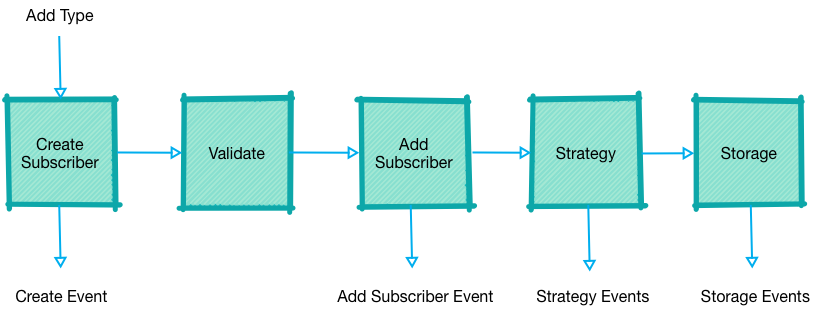 Add Type
Create
Subscriber
Validate
Add
Subscriber
Strategy
Storage
Create Event
Add Subscriber Event
Strategy Events
Storage Events